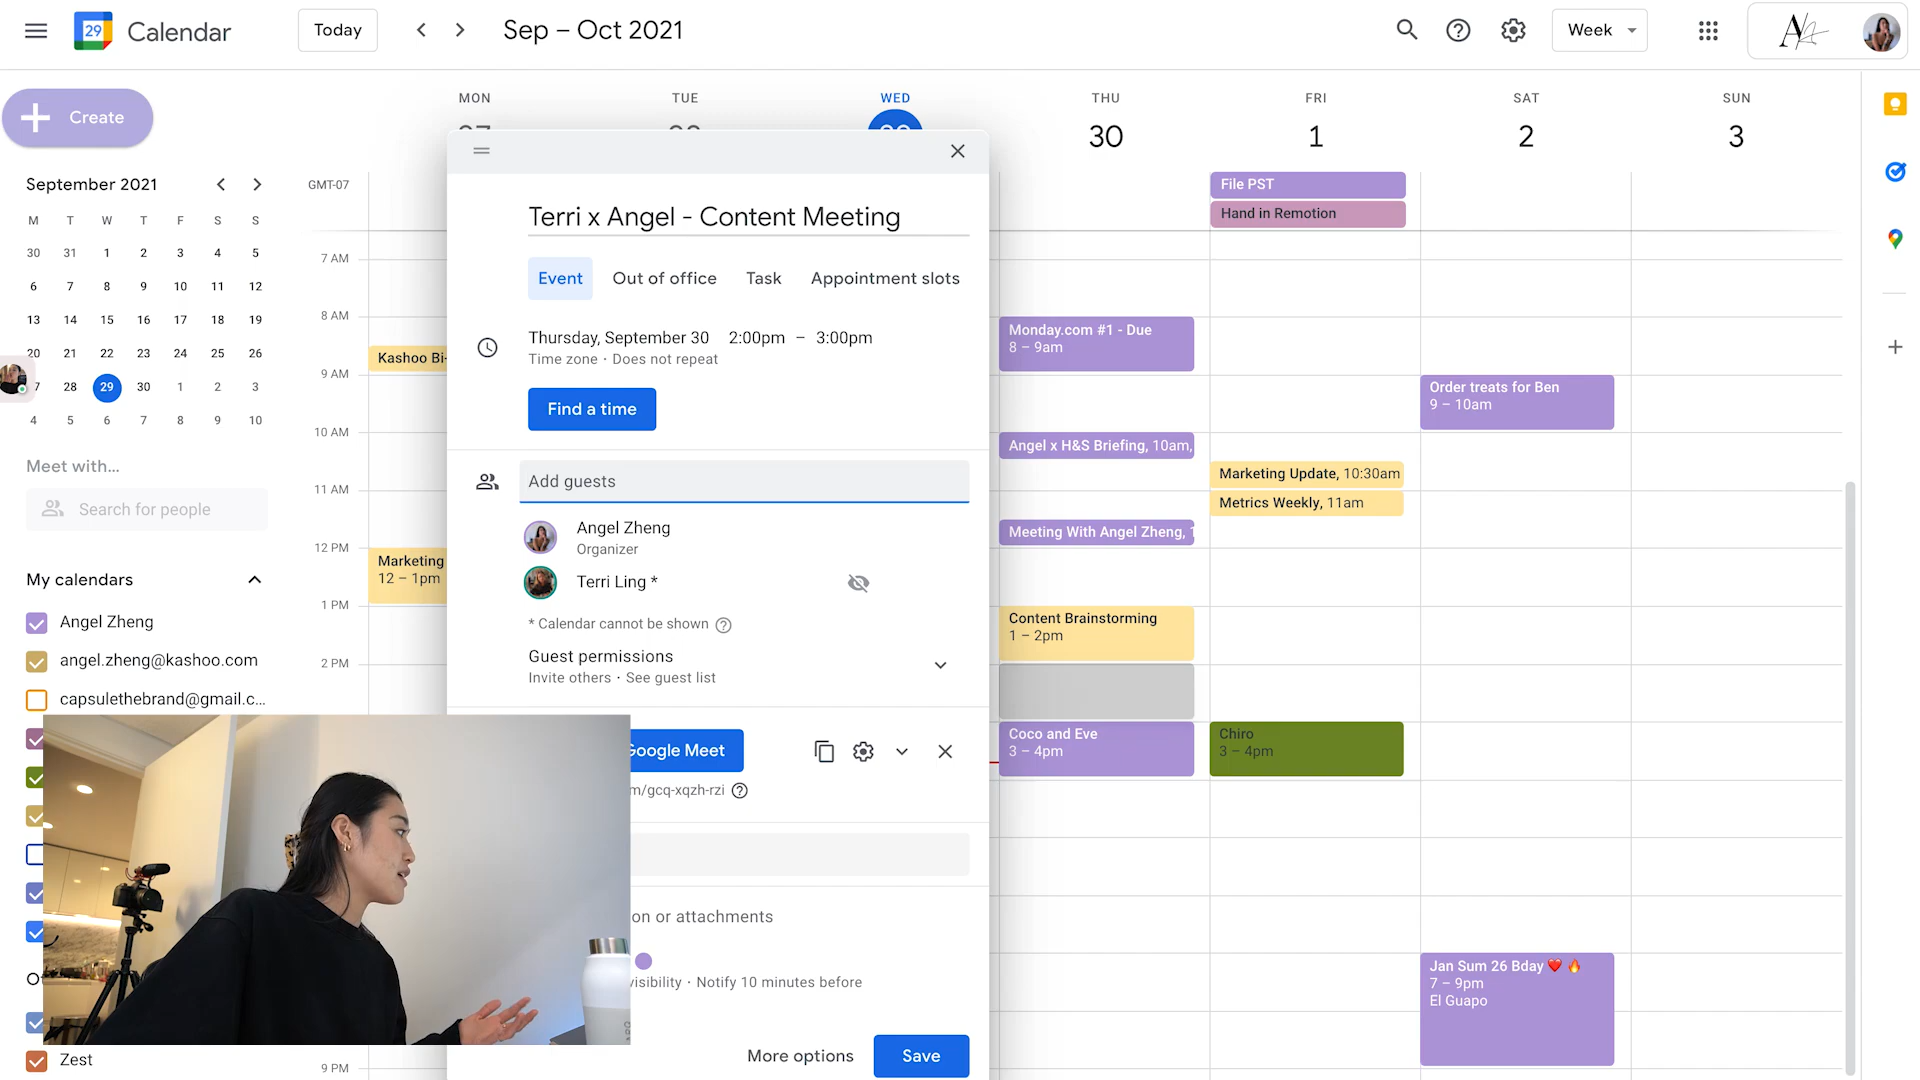 29
Calendar
Today
Sep – Oct 2021
Week
Create
September 2021
M T W T F S S
30 31 1 2 3 4 5
6 7 8 9 10 11 12
13 14 15 16 17 18 19
20 21 22 23 24 25 26
7 28 29 30 1 2 3
4 5 6 7 8 9 10
Meet with...
Search for people
My calendars
Angel Zheng
angel.zheng@kashoo.com
capsulethebrand@gmail.c...
Zest
MON
TUE
WED
THU
30
FRI
1
SAT
2
SUN
3
GMT-07
7 AM
8 AM
9 AM
10 AM
11 AM
12 PM
1 PM
2 PM
9 PM
Kashoo Bi-
Marketing
12 – 1pm
Terri x Angel - Content Meeting
Event
Out of office
Task
Appointment slots
Thursday, September 30 2:00pm – 3:00pm
Time zone · Does not repeat
Find a time
Add guests
Angel Zheng
Organizer
Terri Ling *
* Calendar cannot be shown
Guest permissions
Invite others · See guest list
Google Meet
m/gcq-xqzh-rzi
on or attachments
visibility · Notify 10 minutes before
More options
Save
Monday.com #1 - Due
8 – 9am
Angel x H&S Briefing, 10am,
Meeting With Angel Zheng, 1
Content Brainstorming
1 – 2pm
Coco and Eve
3 – 4pm
File PST
Hand in Remotion
Marketing Update, 10:30am
Metrics Weekly, 11am
Chiro
3 – 4pm
Order treats for Ben
9 – 10am
Jan Sum 26 Bday ❤️ 🔥
7 – 9pm
El Guapo